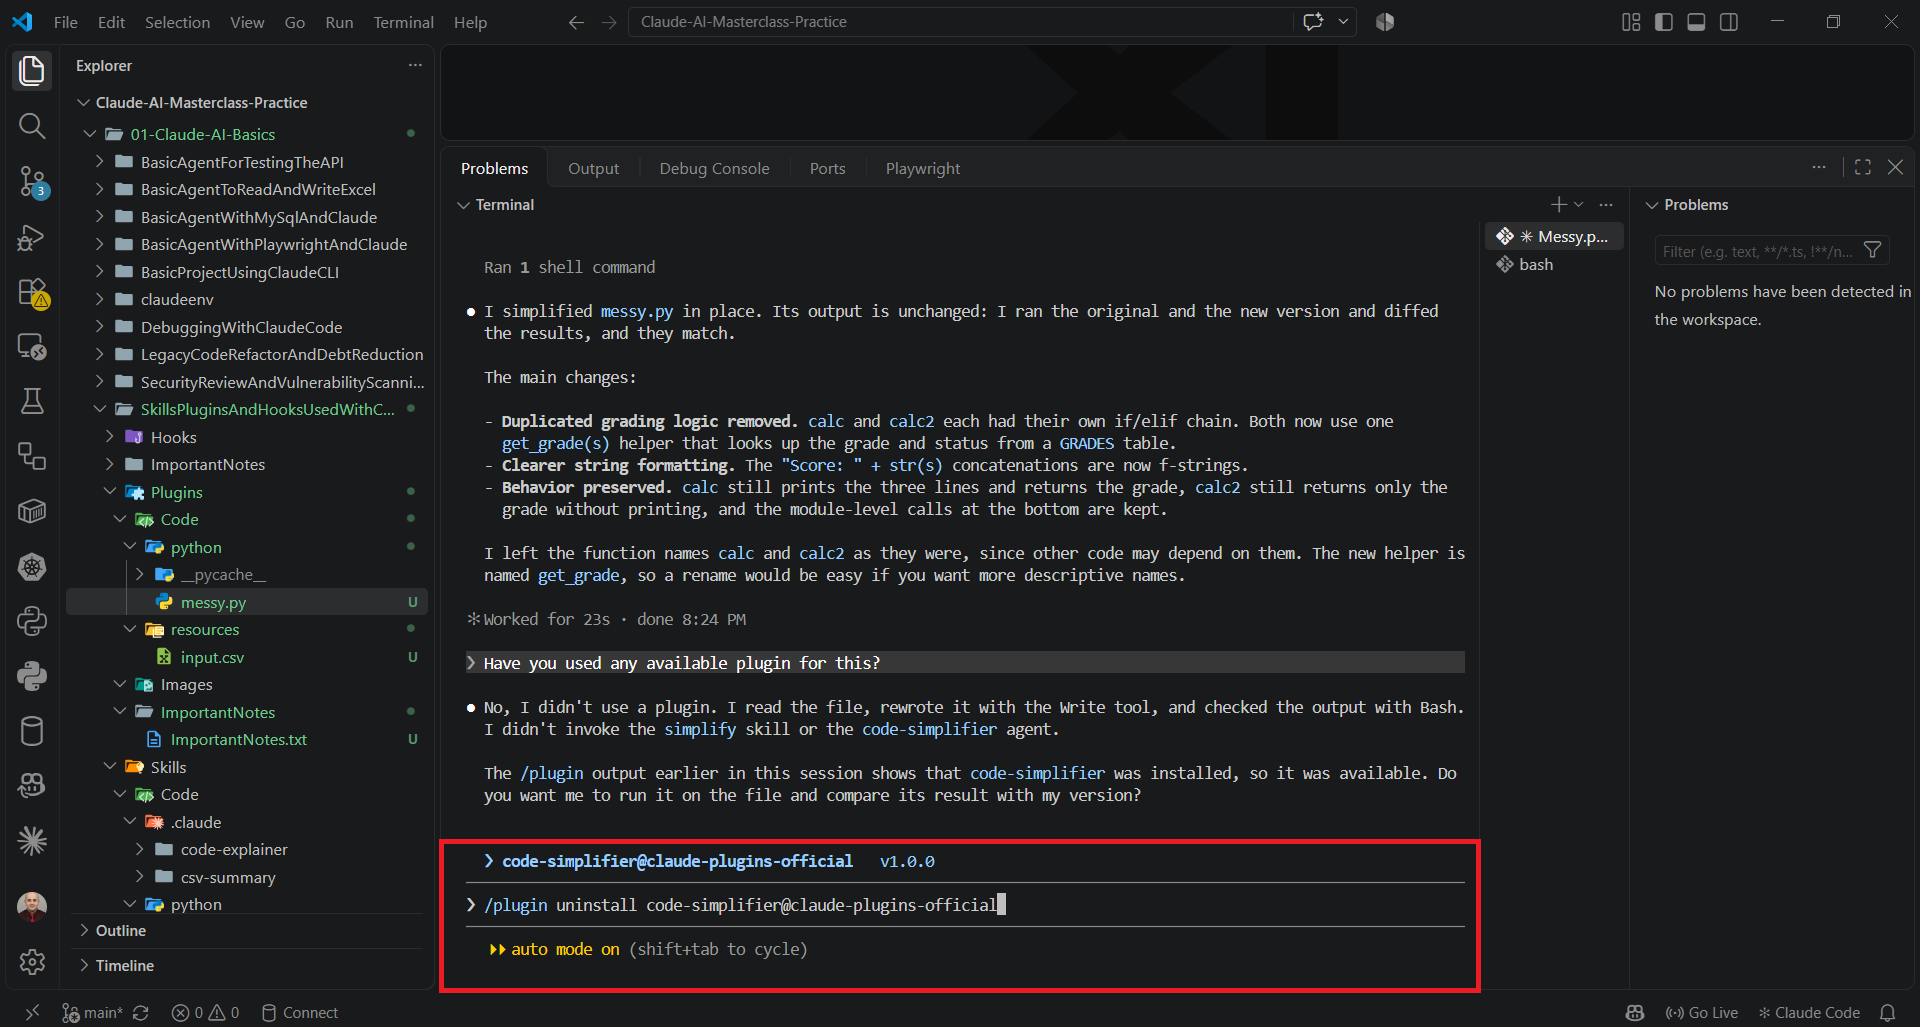 File Edit Selection View Go Run Terminal Help
Claude-AI-Masterclass-Practice
Explorer
Claude-AI-Masterclass-Practice
01-Claude-AI-Basics
BasicAgentForTestingTheAPI
BasicAgentToReadAndWriteExcel
BasicAgentWithMySqlAndClaude
BasicAgentWithPlaywrightAndClaude
BasicProjectUsingClaudeCLI
claudeenv
DebuggingWithClaudeCode
LegacyCodeRefactorAndDebtReduction
SecurityReviewAndVulnerabilityScanni...
SkillsPluginsAndHooksUsedWithC...
Hooks
ImportantNotes
Plugins
Code
python
__pycache__
messy.py U
resources
input.csv U
Images
ImportantNotes
ImportantNotes.txt U
Skills
Code
.claude
code-explainer
csv-summary
python
Outline
Timeline
3
Problems Output Debug Console Ports Playwright
Terminal
Ran 1 shell command
● I simplified messy.py in place. Its output is unchanged: I ran the original and the new version and diffed
the results, and they match.
The main changes:
- Duplicated grading logic removed. calc and calc2 each had their own if/elif chain. Both now use one
get_grade(s) helper that looks up the grade and status from a GRADES table.
- Clearer string formatting. The "Score: " + str(s) concatenations are now f-strings.
- Behavior preserved. calc still prints the three lines and returns the grade, calc2 still returns only the
grade without printing, and the module-level calls at the bottom are kept.
I left the function names calc and calc2 as they were, since other code may depend on them. The new helper is
named get_grade, so a rename would be easy if you want more descriptive names.
✻ Worked for 23s · done 8:24 PM
❯ Have you used any available plugin for this?
● No, I didn't use a plugin. I read the file, rewrote it with the Write tool, and checked the output with Bash.
I didn't invoke the simplify skill or the code-simplifier agent.
The /plugin output earlier in this session shows that code-simplifier was installed, so it was available. Do
you want me to run it on the file and compare its result with my version?
❯ code-simplifier@claude-plugins-official v1.0.0
❯ /plugin uninstall code-simplifier@claude-plugins-official
⏵⏵ auto mode on (shift+tab to cycle)
✳ Messy.p...
bash
Problems
Filter (e.g. text, **/*.ts, !**/n...
No problems have been detected in
the workspace.
main* 0 0 Connect
Go Live Claude Code